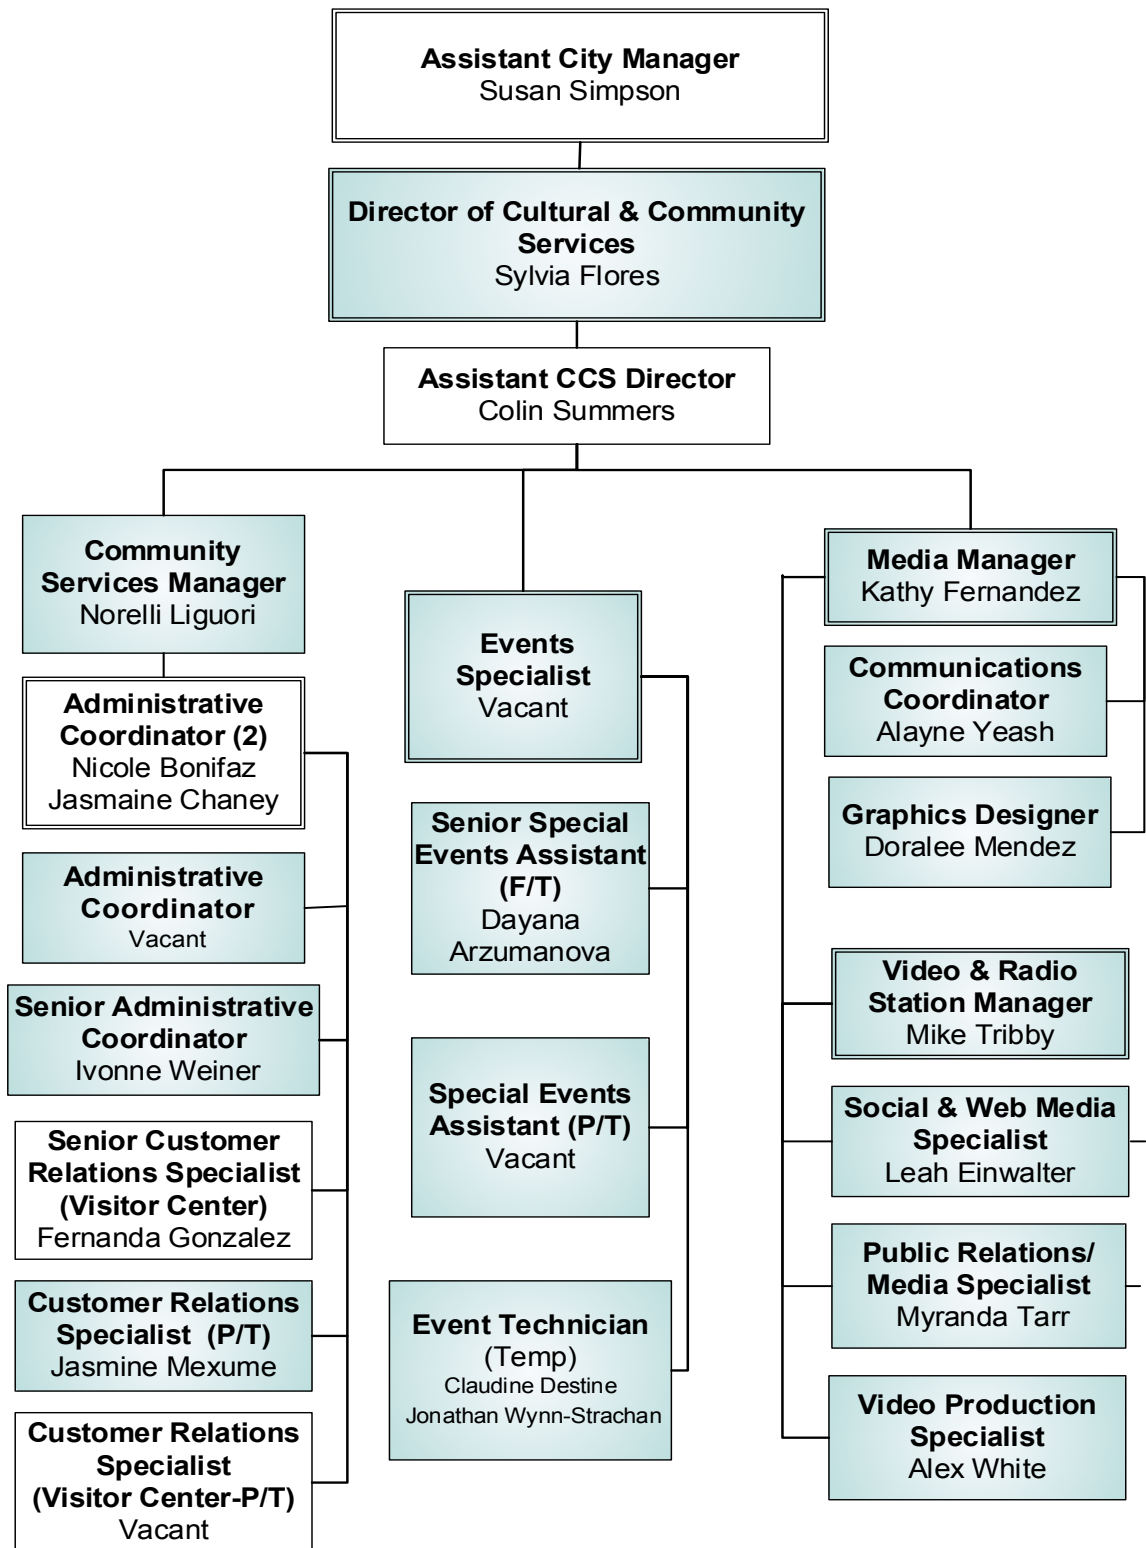 Assistant City Manager
Susan Simpson
Director of Cultural & Community
Services
Sylvia Flores
Assistant CCS Director
Colin Summers
Community
Services Manager
Norelli Liguori
Administrative
Coordinator (2)
Nicole Bonifaz
Jasmaine Chaney
Administrative
Coordinator
Vacant
Senior Administrative
Coordinator
Ivonne Weiner
Senior Customer
Relations Specialist
(Visitor Center)
Fernanda Gonzalez
Customer Relations
Specialist (P/T)
Jasmine Mexume
Customer Relations
Specialist
(Visitor Center-P/T)
Vacant
Events
Specialist
Vacant
Senior Special
Events Assistant
(F/T)
Dayana
Arzumanova
Special Events
Assistant (P/T)
Vacant
Event Technician
(Temp)
Claudine Destine
Jonathan Wynn-Strachan
Media Manager
Kathy Fernandez
Communications
Coordinator
Alayne Yeash
Graphics Designer
Doralee Mendez
Video & Radio
Station Manager
Mike Tribby
Social & Web Media
Specialist
Leah Einwalter
Public Relations/
Media Specialist
Myranda Tarr
Video Production
Specialist
Alex White